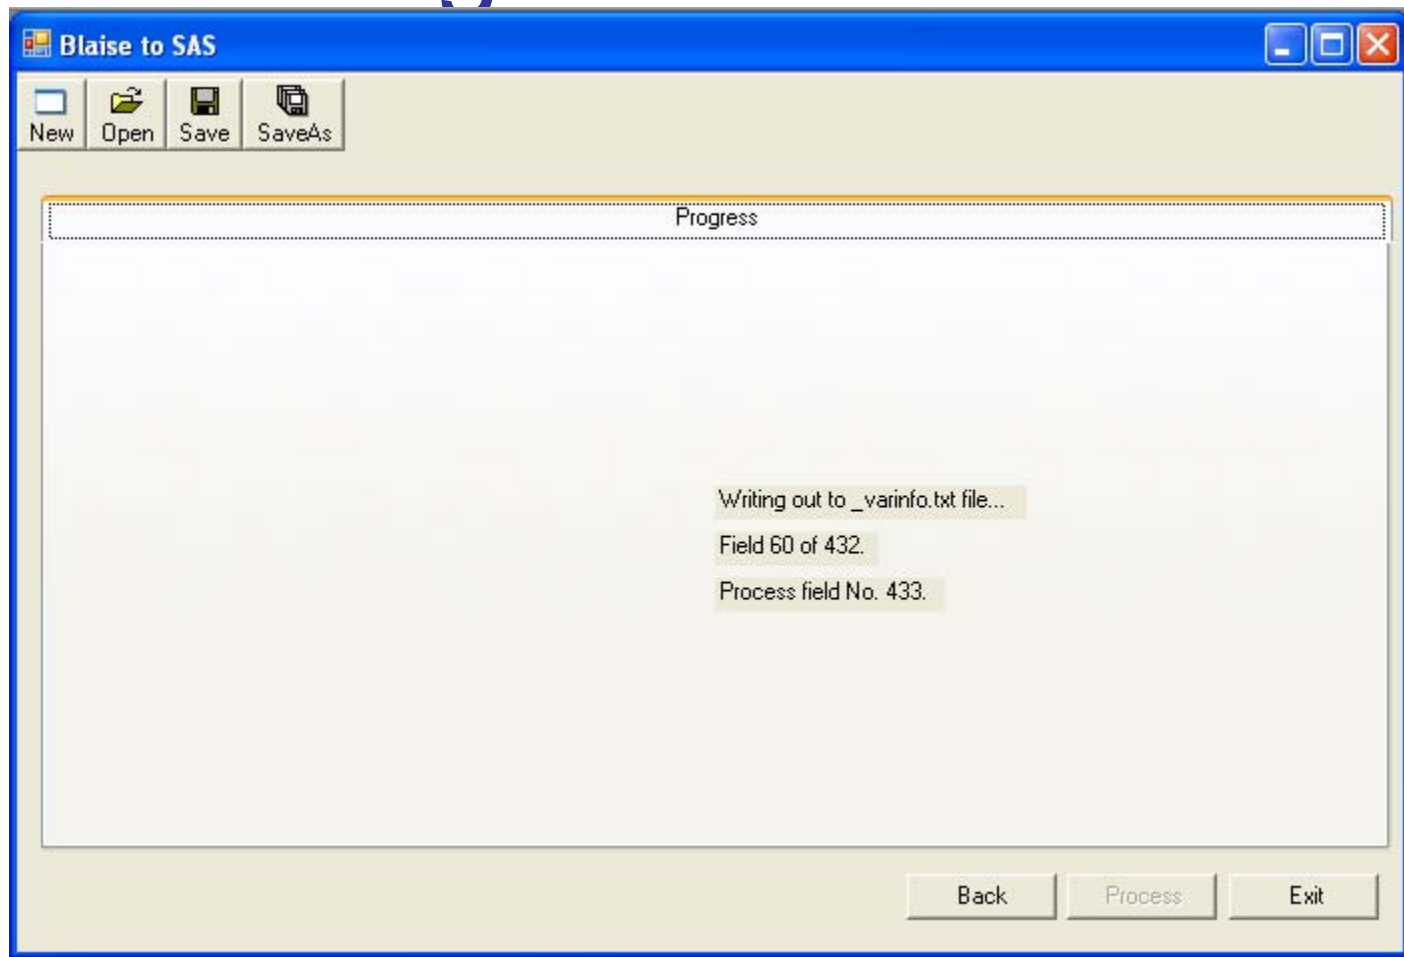 Blaise to SAS
New Open Save SaveAs
Progress
Writing out to _varinfo.txt file...
Field 60 of 432.
Process field No. 433.
Back Process Exit